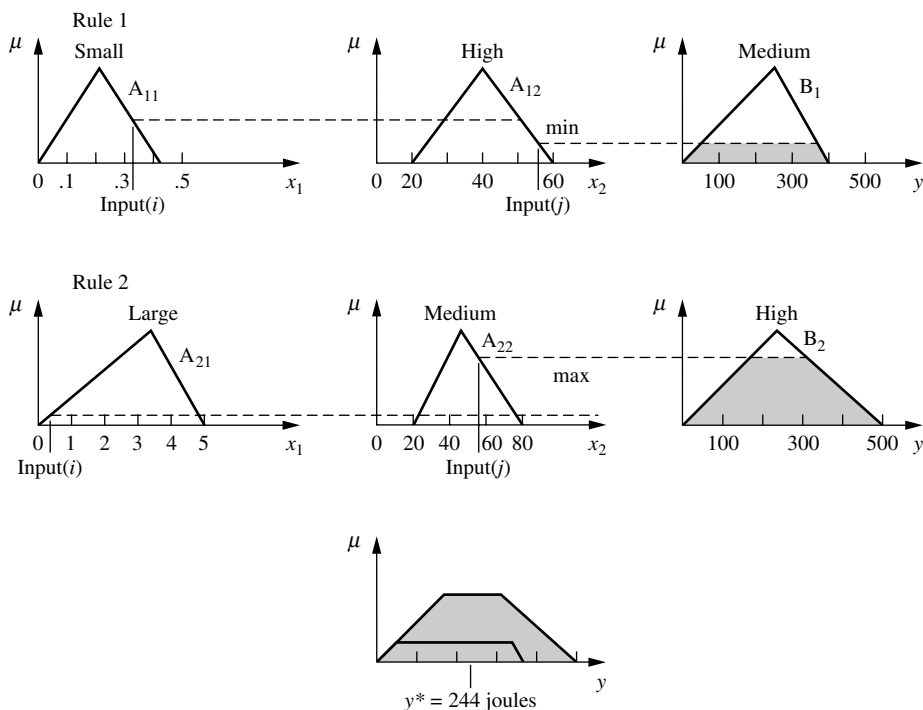 Rule 1
μ Small μ High μ Medium
A₁₁ A₁₂ B₁
min
0 .1 .3 .5 x₁ 0 20 40 60 x₂ 100 300 500 y
Input(i) Input(j)
Rule 2
μ Large μ Medium μ High
A₂₁ A₂₂ B₂
max
0 1 2 3 4 5 x₁ 0 20 40 60 80 x₂ 100 300 500 y
Input(i) Input(j)
μ
y
y* = 244 joules